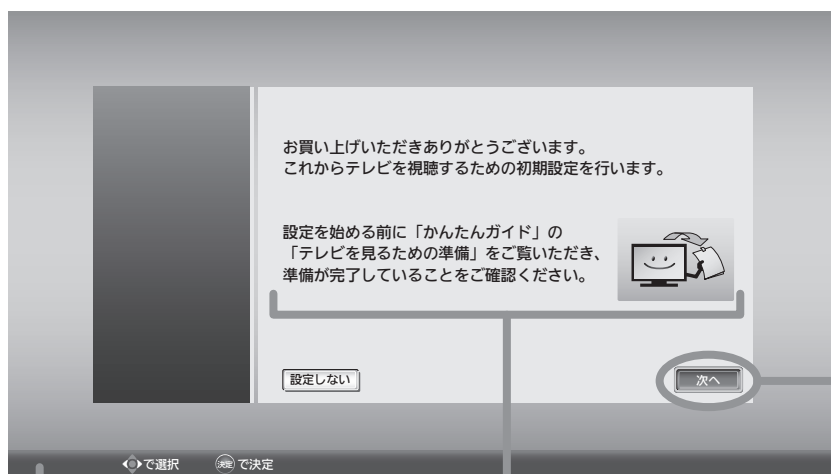 お買い上げいただきありがとうございます。
これからテレビを視聴するための初期設定を行います。
設定を始める前に「かんたんガイド」の
「テレビを見るための準備」をご覧いただき、
準備が完了していることをご確認ください。
設定しない
次へ
で選択 決定 で決定